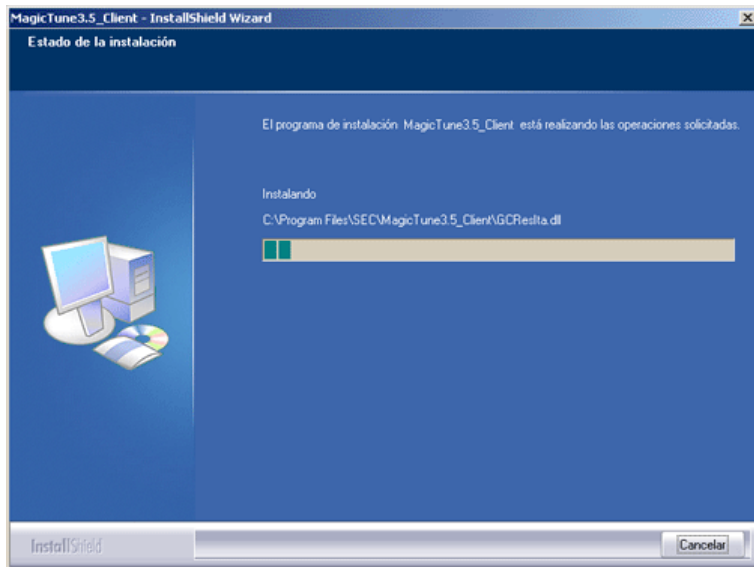 MagicTune3.5_Client - InstallShield Wizard
Estado de la instalación
El programa de instalación MagicTune3.5_Client está realizando las operaciones solicitadas.
Instalando
C:\Program Files\SEC\MagicTune3.5_Client\GCResIta.dll
InstallShield
Cancelar